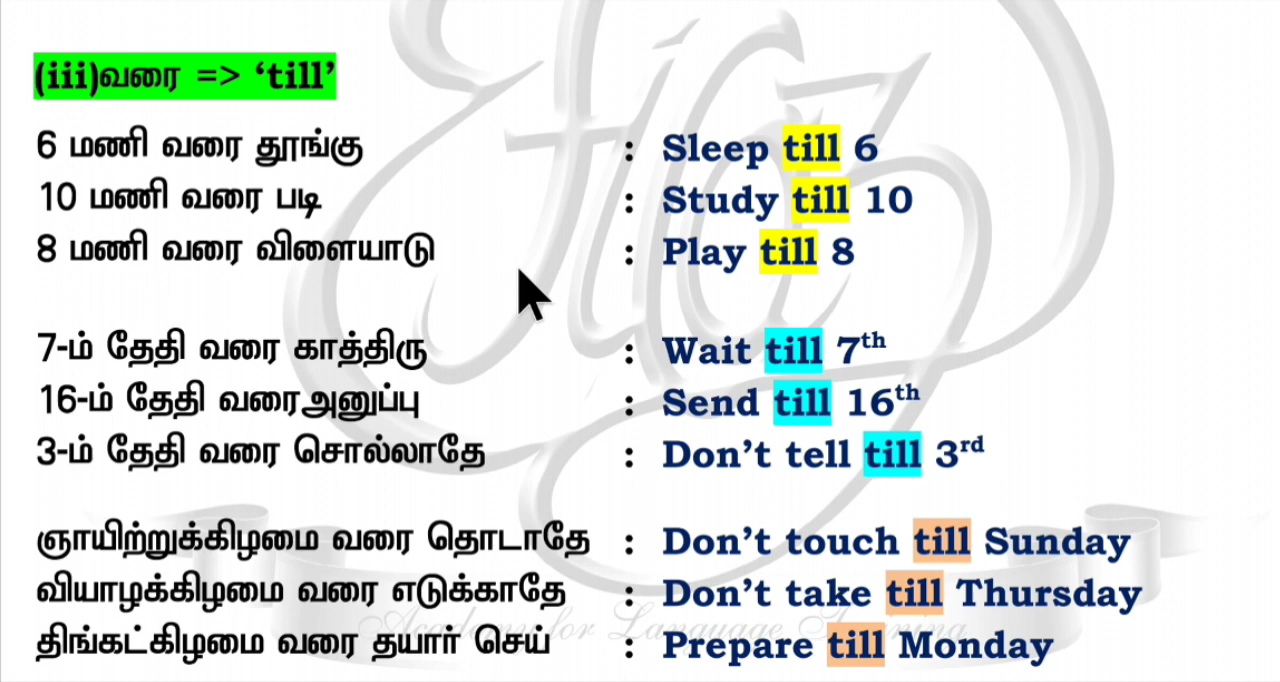 (iii)வரை => ‘till’
6 மணி வரை தூங்கு : Sleep till 6
10 மணி வரை படி : Study till 10
8 மணி வரை விளையாடு : Play till 8
7-ம் தேதி வரை காத்திரு : Wait till 7th
16-ம் தேதி வரைஅனுப்பு : Send till 16th
3-ம் தேதி வரை சொல்லாதே : Don’t tell till 3rd
ஞாயிற்றுக்கிழமை வரை தொடாதே : Don’t touch till Sunday
வியாழக்கிழமை வரை எடுக்காதே : Don’t take till Thursday
திங்கட்கிழமை வரை தயார் செய் : Prepare till Monday
Academy for Language